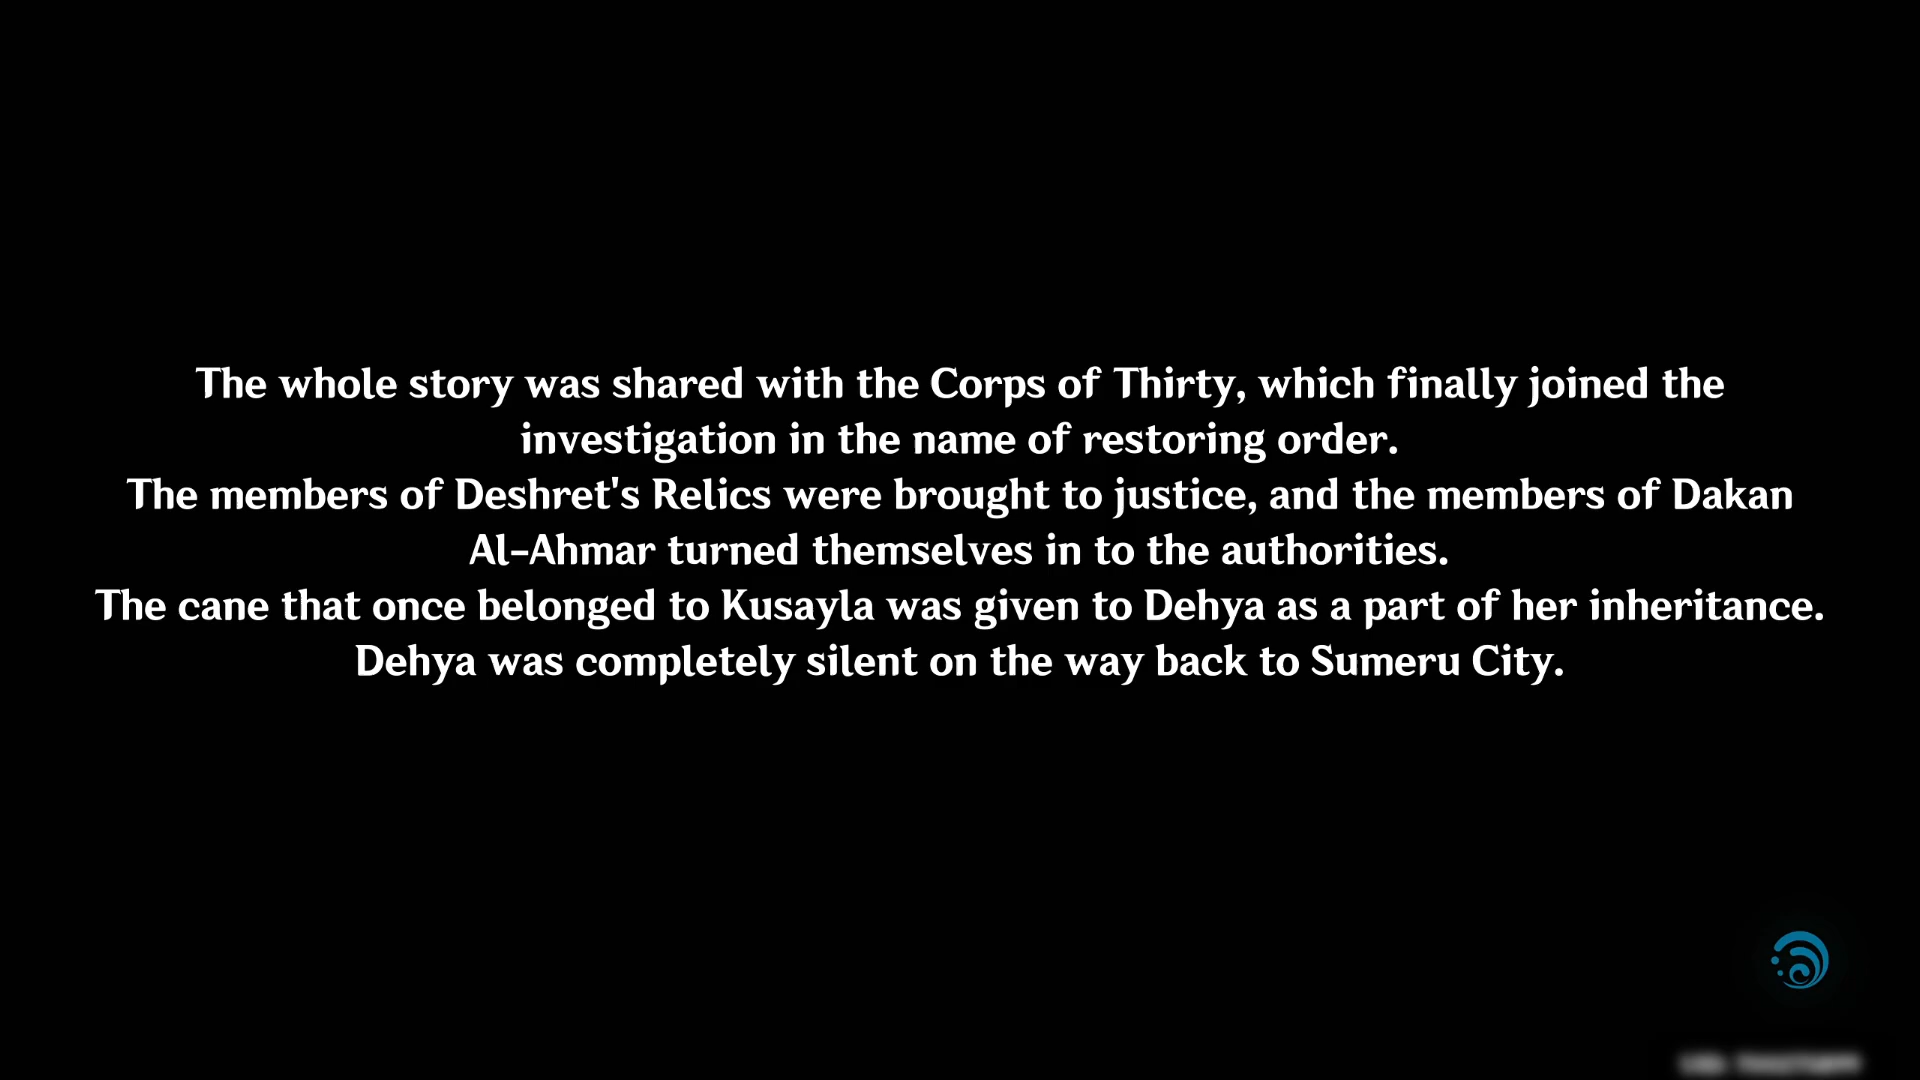 The whole story was shared with the Corps of Thirty, which finally joined the
investigation in the name of restoring order.
The members of Deshret's Relics were brought to justice, and the members of Dakan
Al-Ahmar turned themselves in to the authorities.
The cane that once belonged to Kusayla was given to Dehya as a part of her inheritance.
Dehya was completely silent on the way back to Sumeru City.